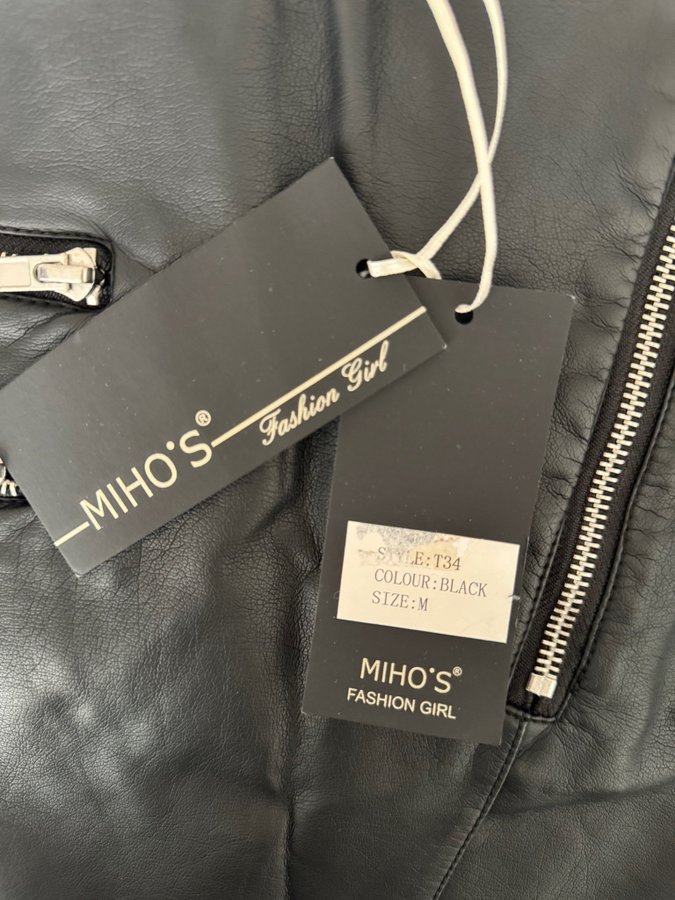 MIHO'S®
Fashion Girl
STYLE:T34
COLOUR:BLACK
SIZE:M
MIHO'S®
FASHION GIRL